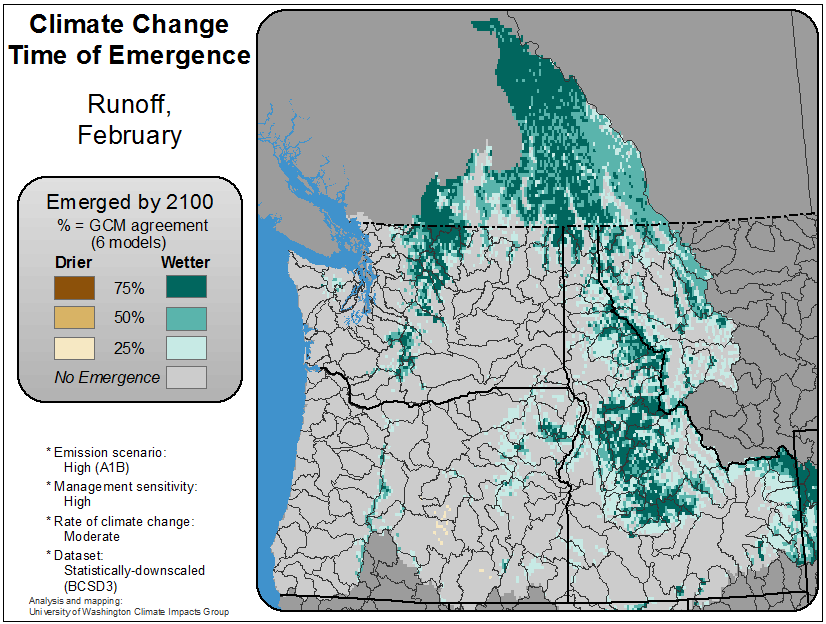 Climate Change
Time of Emergence
Runoff,
February
Emerged by 2100
% = GCM agreement
(6 models)
Drier Wetter
75%
50%
25%
No Emergence
* Emission scenario:
High (A1B)
* Management sensitivity:
High
* Rate of climate change:
Moderate
* Dataset:
Statistically-downscaled
(BCSD3)
Analysis and mapping:
University of Washington Climate Impacts Group